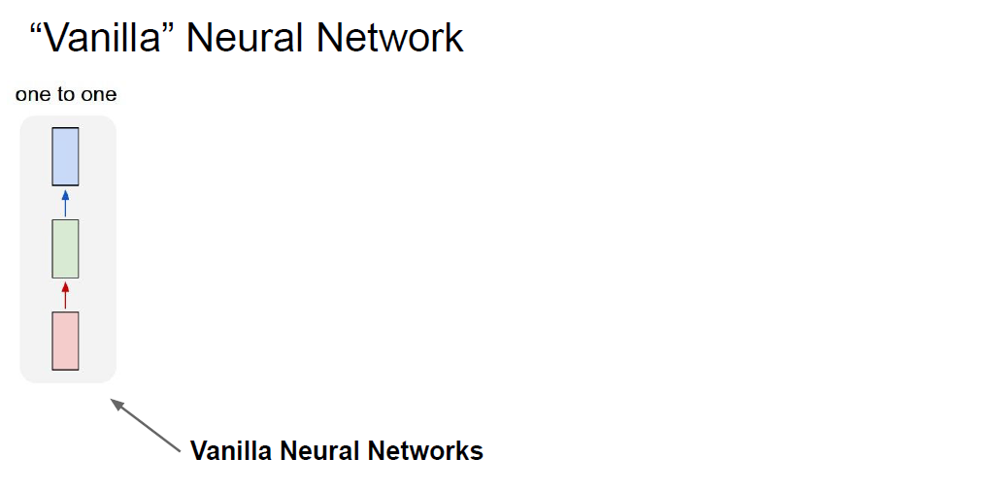 “Vanilla” Neural Network
one to one
Vanilla Neural Networks